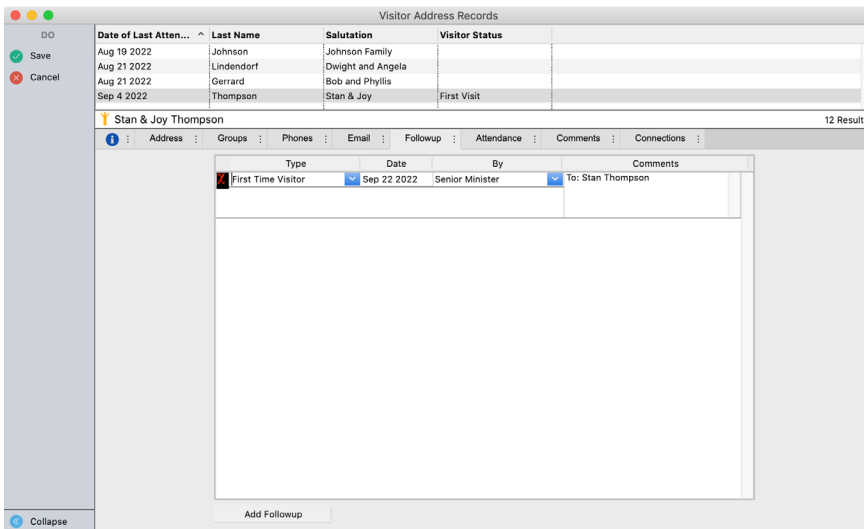 Visitor Address Records
DO
Save
Cancel
Date of Last Atten... Last Name Salutation Visitor Status
Aug 19 2022 Johnson Johnson Family
Aug 21 2022 Lindendorf Dwight and Angela
Aug 21 2022 Gerrard Bob and Phyllis
Sep 4 2022 Thompson Stan & Joy First Visit
Stan & Joy Thompson 12 Result
Address Groups Phones Email Followup Attendance Comments Connections
Type Date By Comments
First Time Visitor Sep 22 2022 Senior Minister To: Stan Thompson
Add Followup
Collapse